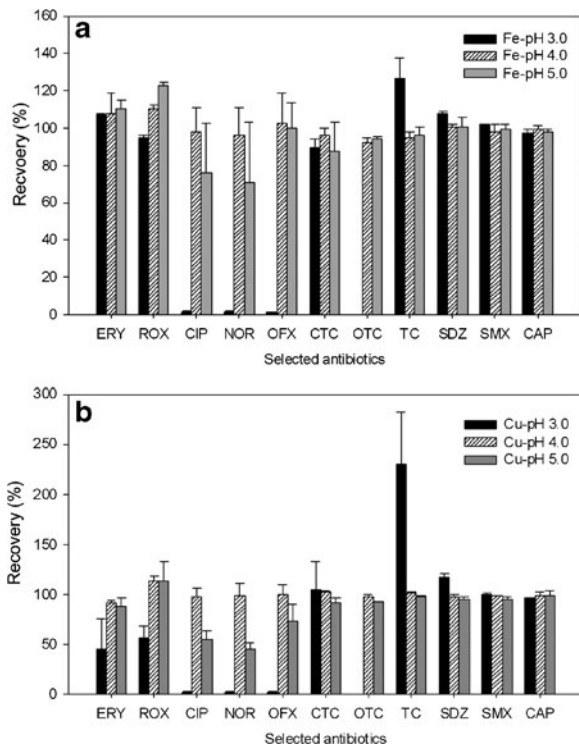 a
160
140
120
100
80
60
40
20
0
Recvoery (%)
Fe-pH 3.0
Fe-pH 4.0
Fe-pH 5.0
ERY ROX CIP NOR OFX CTC OTC TC SDZ SMX CAP
Selected antibiotics
b
300
250
200
150
100
50
0
Recovery (%)
Cu-pH 3.0
Cu-pH 4.0
Cu-pH 5.0
ERY ROX CIP NOR OFX CTC OTC TC SDZ SMX CAP
Selected antibiotics